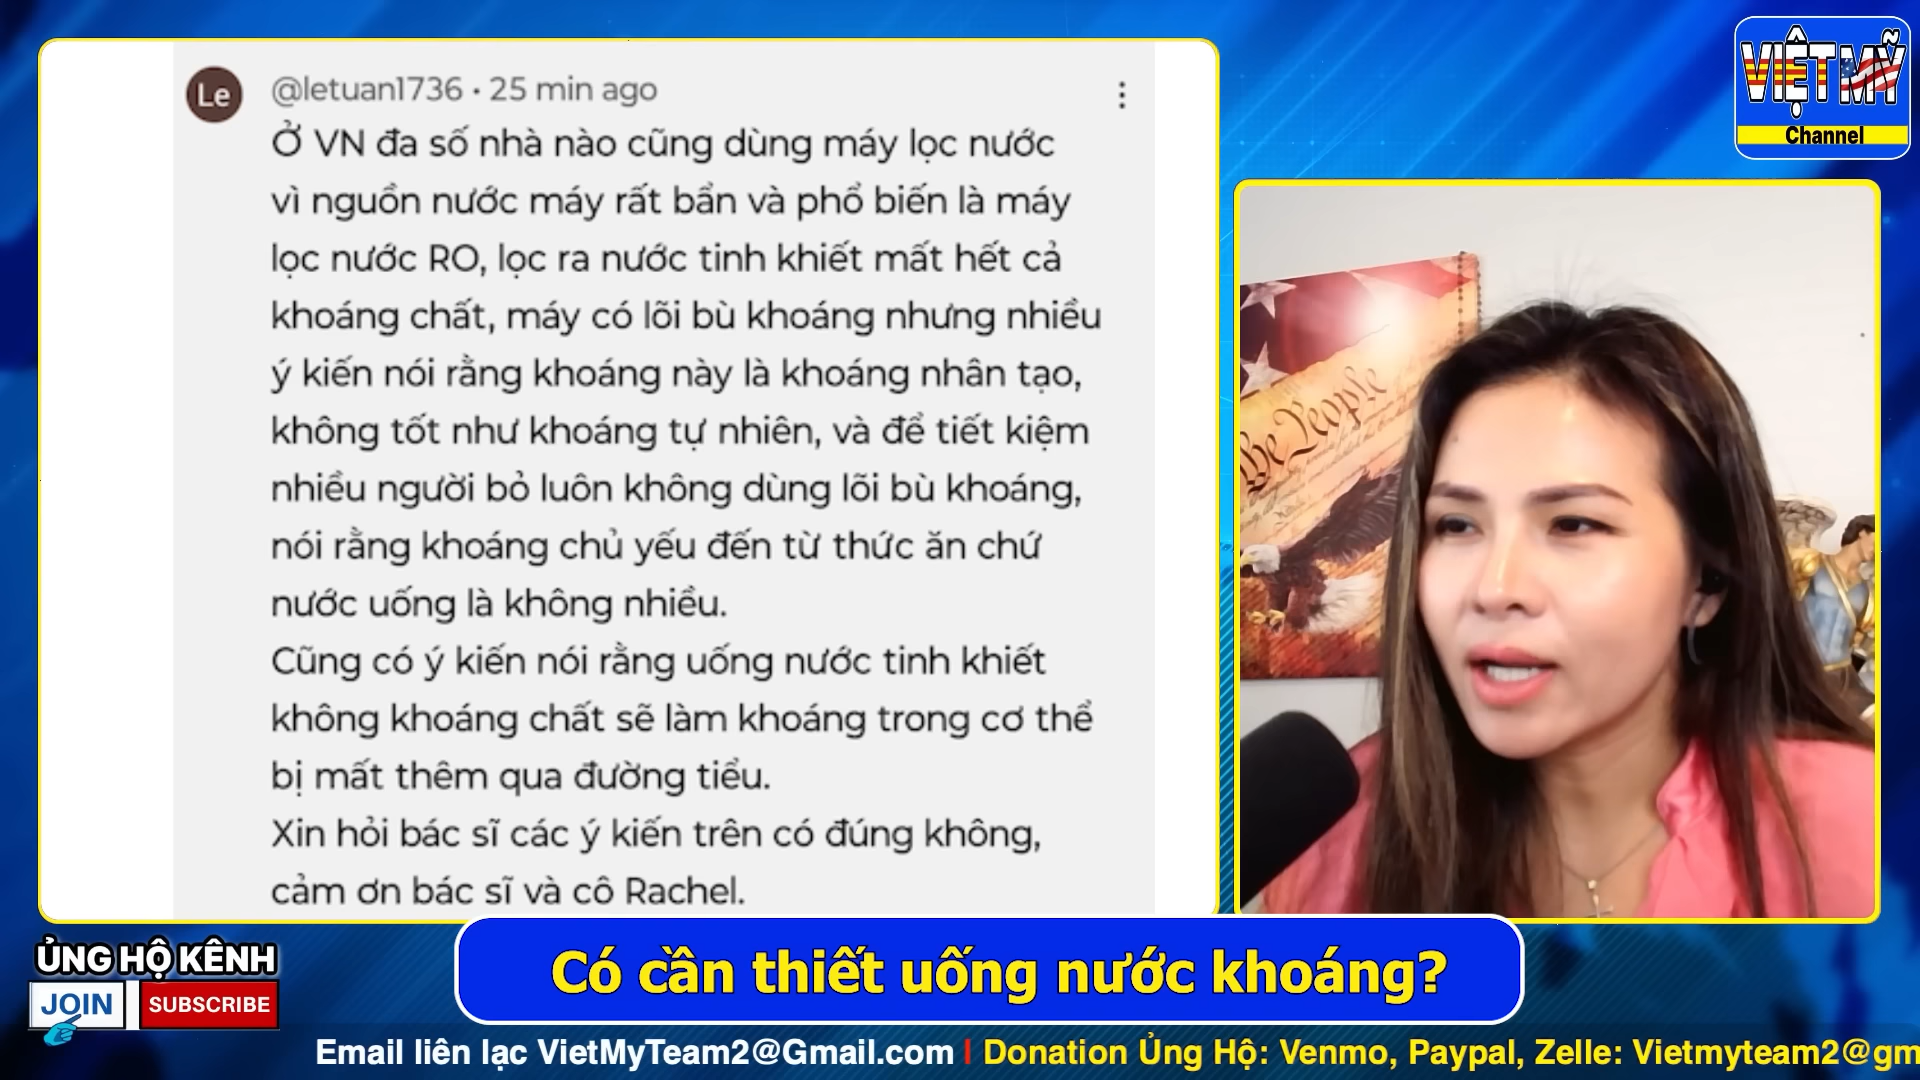 VIỆT MỸ
Channel
Le
@letuan1736 • 25 min ago
Ở VN đa số nhà nào cũng dùng máy lọc nước
vì nguồn nước máy rất bẩn và phổ biến là máy
lọc nước RO, lọc ra nước tinh khiết mất hết cả
khoáng chất, máy có lõi bù khoáng nhưng nhiều
ý kiến nói rằng khoáng này là khoáng nhân tạo,
không tốt như khoáng tự nhiên, và để tiết kiệm
nhiều người bỏ luôn không dùng lõi bù khoáng,
nói rằng khoáng chủ yếu đến từ thức ăn chứ
nước uống là không nhiều.
Cũng có ý kiến nói rằng uống nước tinh khiết
không khoáng chất sẽ làm khoáng trong cơ thể
bị mất thêm qua đường tiểu.
Xin hỏi bác sĩ các ý kiến trên có đúng không,
cảm ơn bác sĩ và cô Rachel.
We People
ỦNG HỘ KÊNH
JOIN
SUBSCRIBE
Có cần thiết uống nước khoáng?
Email liên lạc VietMyTeam2@Gmail.com | Donation Ủng Hộ: Venmo, Paypal, Zelle: Vietmyteam2@gm